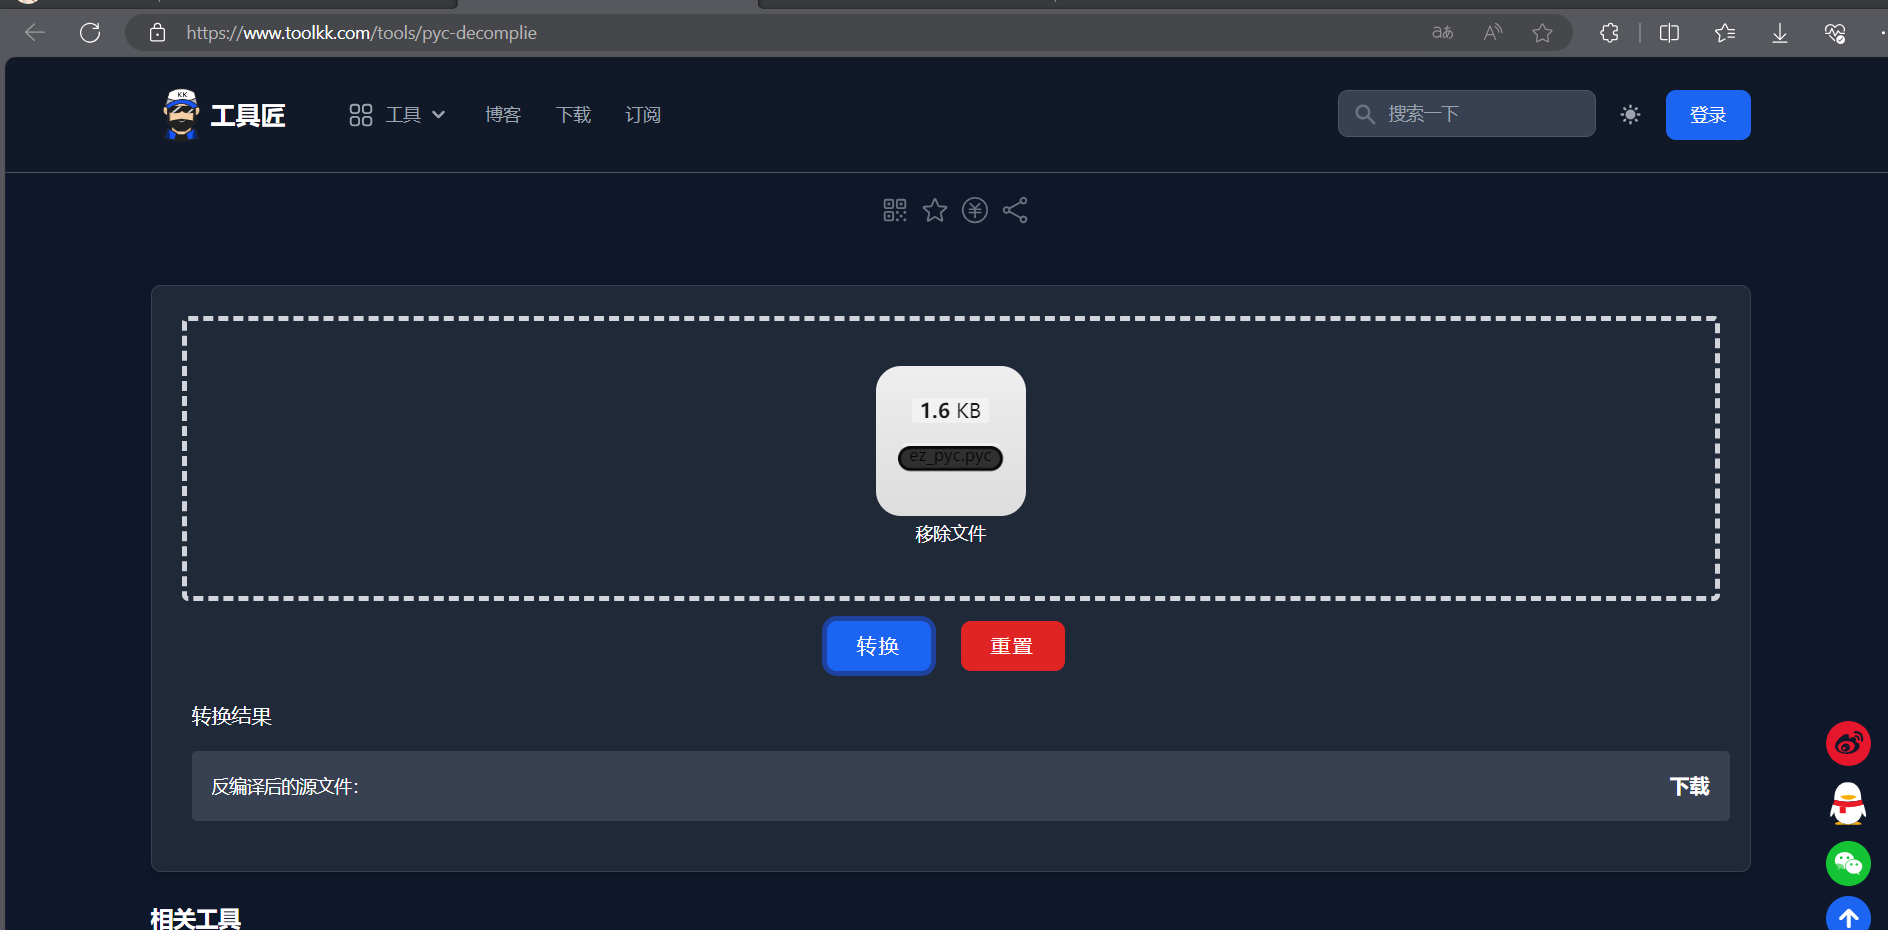 https://www.toolkk.com/tools/pyc-decomplie
KK
工具匠
工具
博客
下载
订阅
搜索一下
登录
1.6 KB
ez_pyc.pyc
移除文件
转换
重置
转换结果
反编译后的源文件:
下载
相关工具